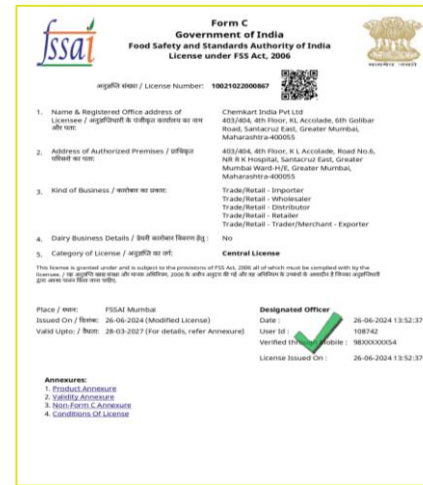 fssai
Form C
Government of India
Food Safety and Standards Authority of India
License under FSS Act, 2006
सत्यमेव जयते
अनुज्ञप्ति संख्या / License Number: 10021022000867
1. Name & Registered Office address of
Licensee / अनुज्ञप्तिधारी के पंजीकृत कार्यालय का नाम
और पता:
Chemkart India Pvt Ltd
403/404, 4th Floor, KL Accolade, 6th Golibar
Road, Santacruz East, Greater Mumbai,
Maharashtra-400055
2. Address of Authorized Premises / प्राधिकृत
परिसरों का पता:
403/404, 4th Floor, K L Accolade, Road No.6,
NR R K Hospital, Santacruz East, Greater
Mumbai Ward-H/E, Greater Mumbai,
Maharashtra-400055
3. Kind of Business / कारोबार का प्रकार:
Trade/Retail - Importer
Trade/Retail - Wholesaler
Trade/Retail - Distributor
Trade/Retail - Retailer
Trade/Retail - Trader/Merchant - Exporter
4. Dairy Business Details / डेयरी कारोबार विवरण हेतु :
No
5. Category of License / अनुज्ञप्ति का वर्ग:
Central License
This license is granted under and is subject to the provisions of FSS Act, 2006 all of which must be complied with by the
licensee. /
Place / स्थान: FSSAI Mumbai
Issued On / दिनांक: 26-06-2024 (Modified License)
Valid Upto: / वैधता: 28-03-2027 (For details, refer Annexure)
Designated Officer
Date : 26-06-2024 13:52:37
User Id : 108742
Verified through Mobile : 98XXXXXX54
License Issued On : 26-06-2024 13:52:37
Annexures:
1. Product Annexure
2. Validity Annexure
3. Non-Form C Annexure
4. Conditions Of License